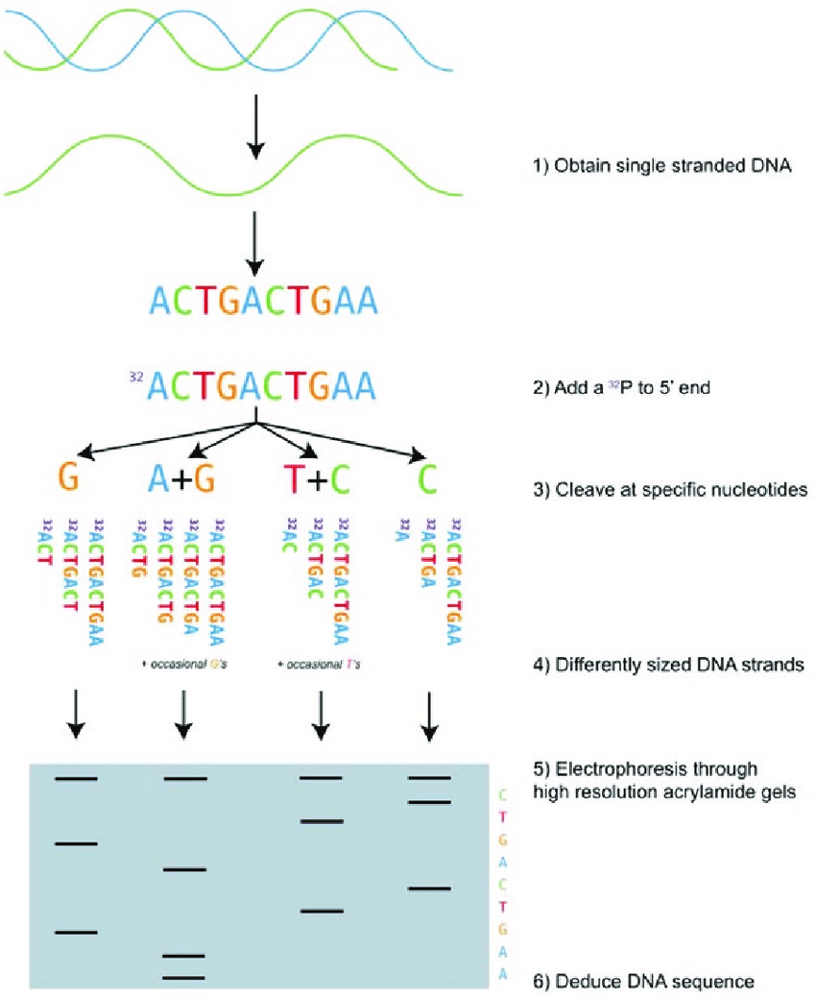 1) Obtain single stranded DNA
ACTGACTGAA
32 ACTGACTGAA
2) Add a 32P to 5' end
G
A+G
T+C
C
3) Cleave at specific nucleotides
32ACT
32ACTGACT
32ACTGACTGAA
32ACTG
32ACTGACTG
32ACTGACTGA
32ACTGACTGAA
32AC
32ACTGAC
32ACTGACTGAA
32A
32ACTGA
32ACTGACTGAA
+ occasional G's
+ occasional T's
4) Differently sized DNA strands
5) Electrophoresis through
high resolution acrylamide gels
C
T
G
A
C
T
G
A
A
6) Deduce DNA sequence